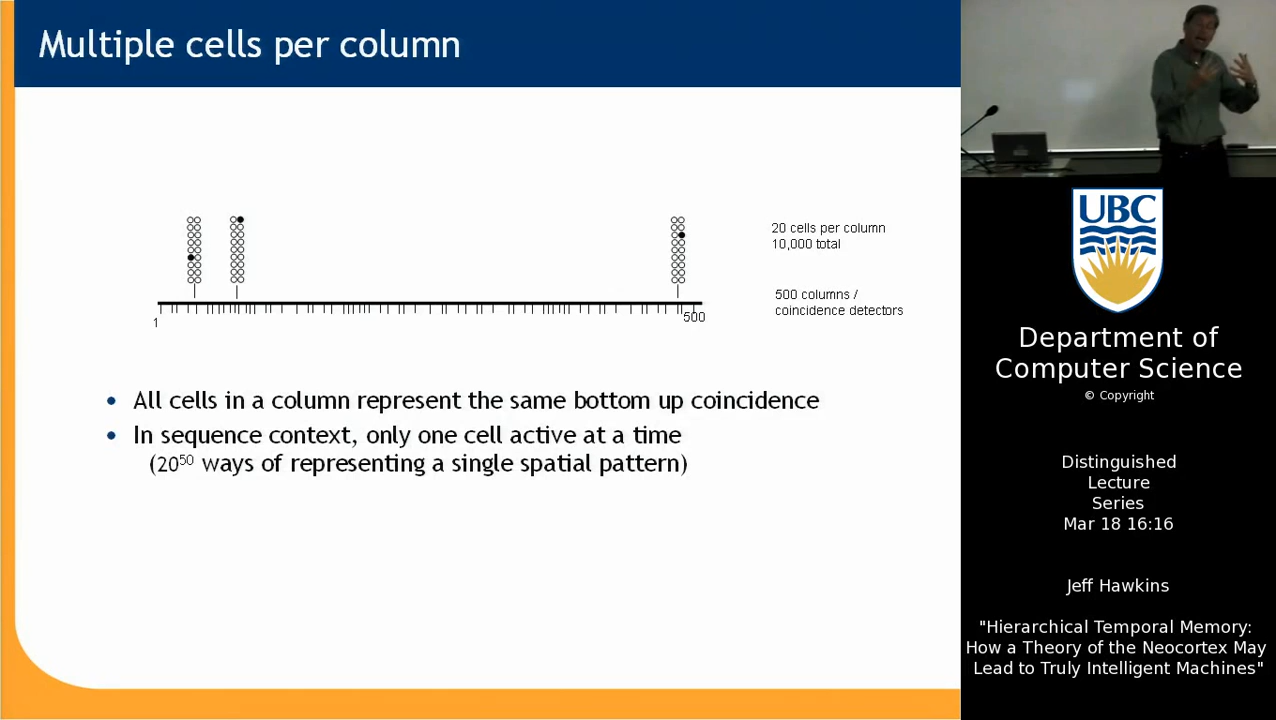 Multiple cells per column
20 cells per column
10,000 total
500 columns /
coincidence detectors
1
500
• All cells in a column represent the same bottom up coincidence
• In sequence context, only one cell active at a time
(20⁵⁰ ways of representing a single spatial pattern)
UBC
Department of
Computer Science
© Copyright
Distinguished
Lecture
Series
Mar 18 16:16
Jeff Hawkins
"Hierarchical Temporal Memory:
How a Theory of the Neocortex May
Lead to Truly Intelligent Machines"